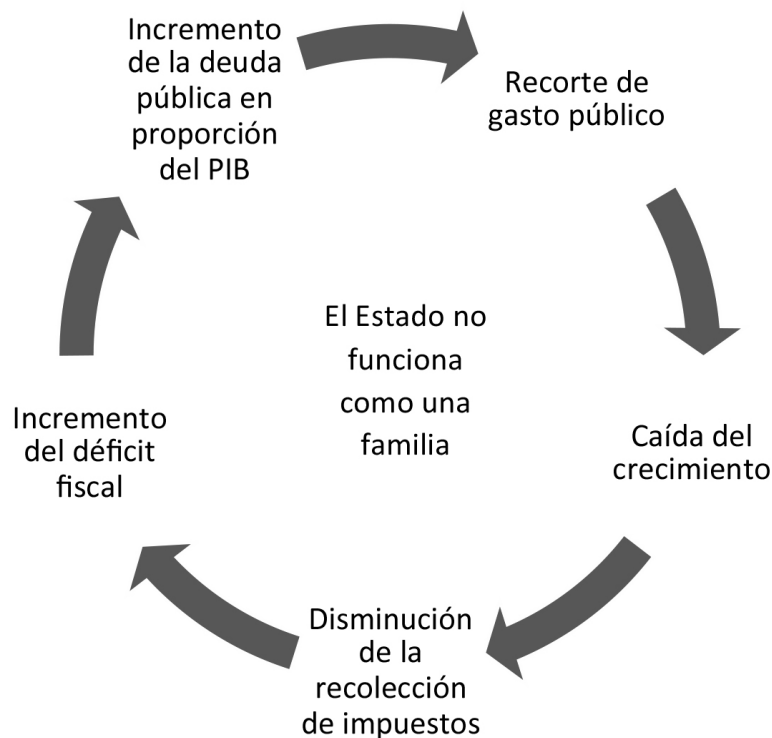 Incremento
de la deuda
pública en
proporción
del PIB
Recorte de
gasto público
Caída del
crecimiento
Disminución
de la
recolección
de impuestos
Incremento
del déficit
fiscal
El Estado no
funciona
como una
familia